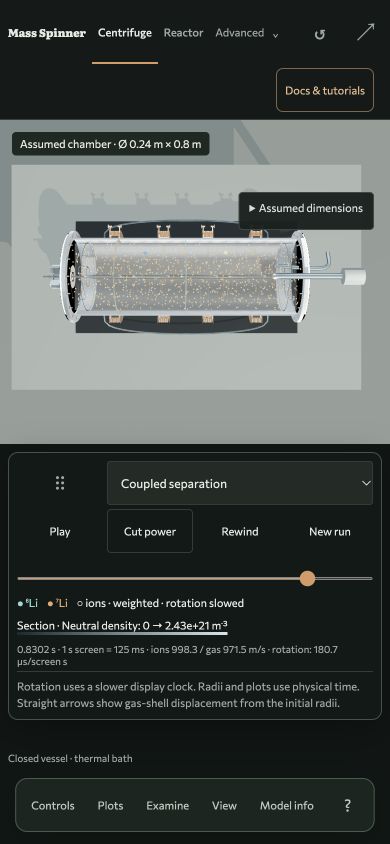 Mass Spinner Centrifuge Reactor Advanced
Docs & tutorials
Assumed chamber · Ø 0.24 m × 0.8 m
▶ Assumed dimensions
Coupled separation
Play Cut power Rewind New run
⁶Li ⁷Li ○ ions · weighted · rotation slowed
Section · Neutral density: 0 → 2.43e+21 m⁻³
0.8302 s · 1 s screen = 125 ms · ions 998.3 / gas 971.5 m/s · rotation: 180.7
µs/screen s
Rotation uses a slower display clock. Radii and plots use physical time.
Straight arrows show gas-shell displacement from the initial radii.
Closed vessel · thermal bath
Controls Plots Examine View Model info ?